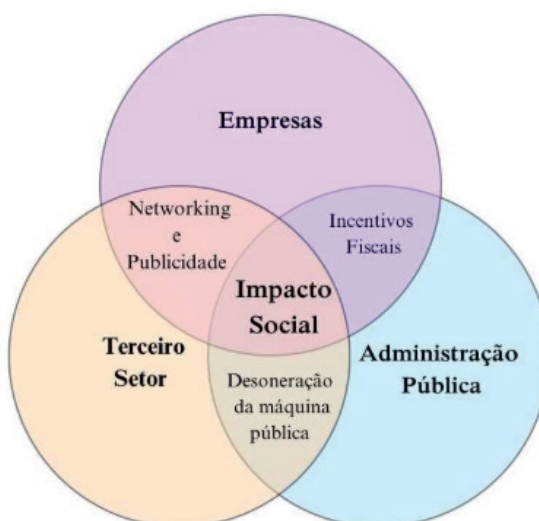 Empresas
Networking
e
Publicidade
Incentivos
Fiscais
Impacto
Social
Terceiro
Setor
Administração
Pública
Desoneração
da máquina
pública